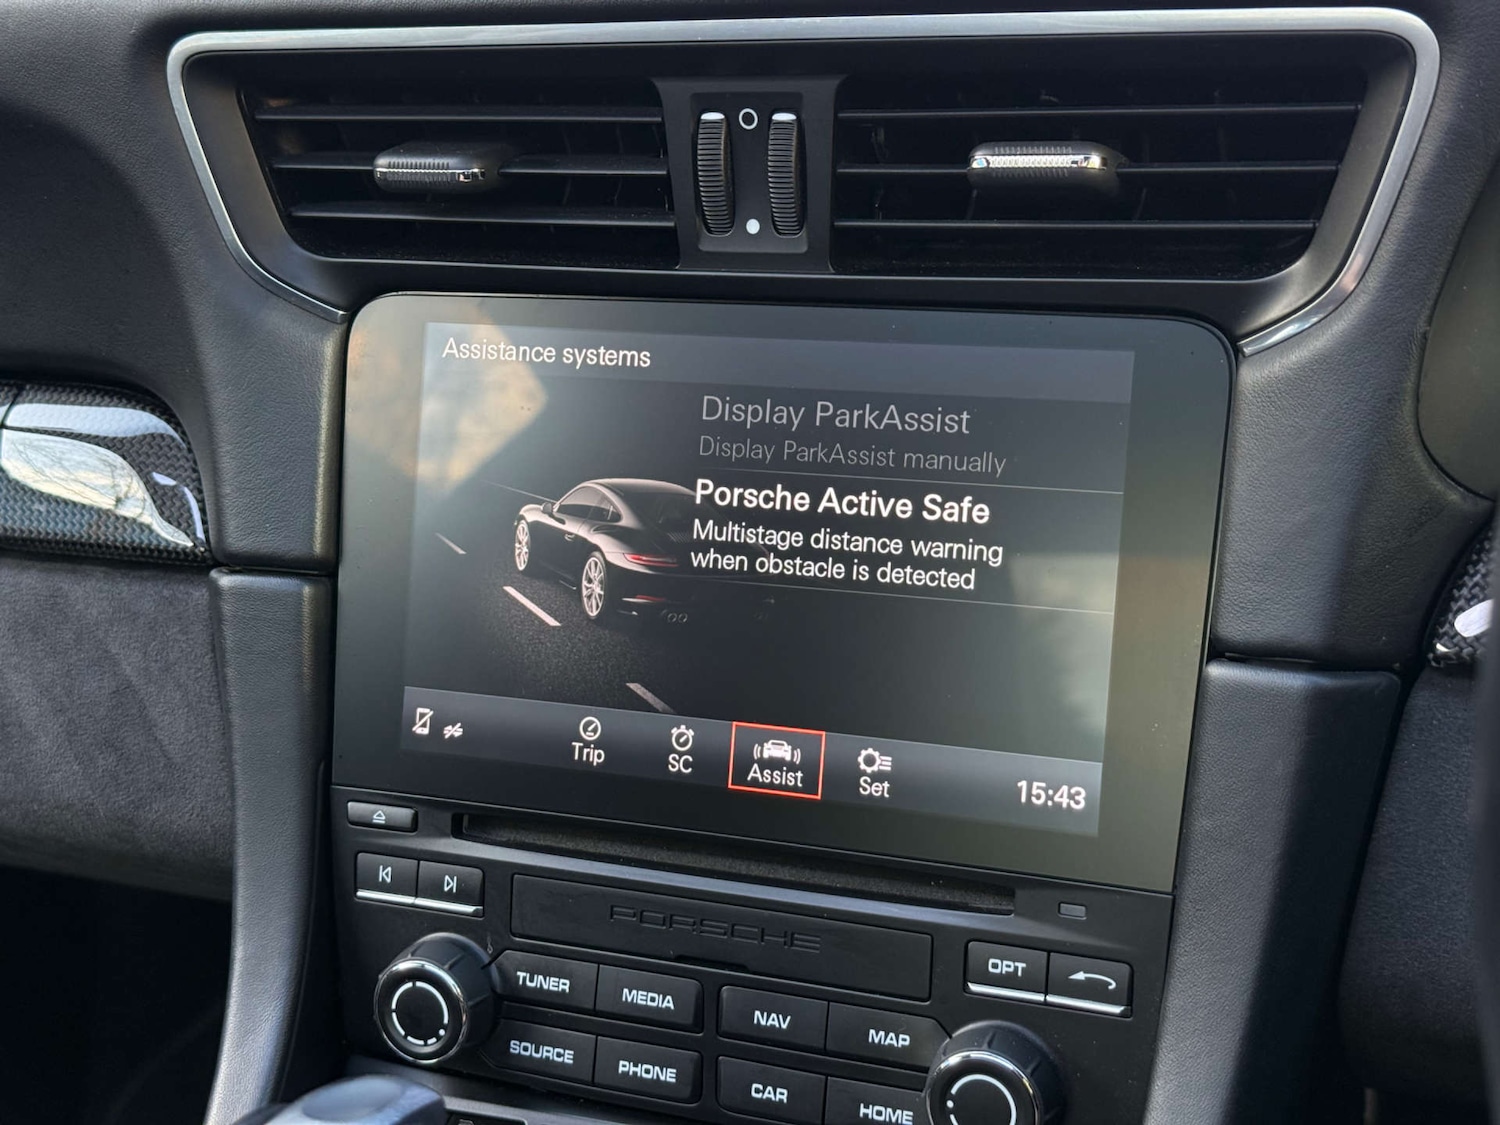 Assistance systems
Display ParkAssist
Display ParkAssist manually
Porsche Active Safe
Multistage distance warning
when obstacle is detected
Trip
SC
Assist
Set
15:43
PORSCHE
OPT
TUNER
MEDIA
NAV
MAP
SOURCE
PHONE
CAR
HOME